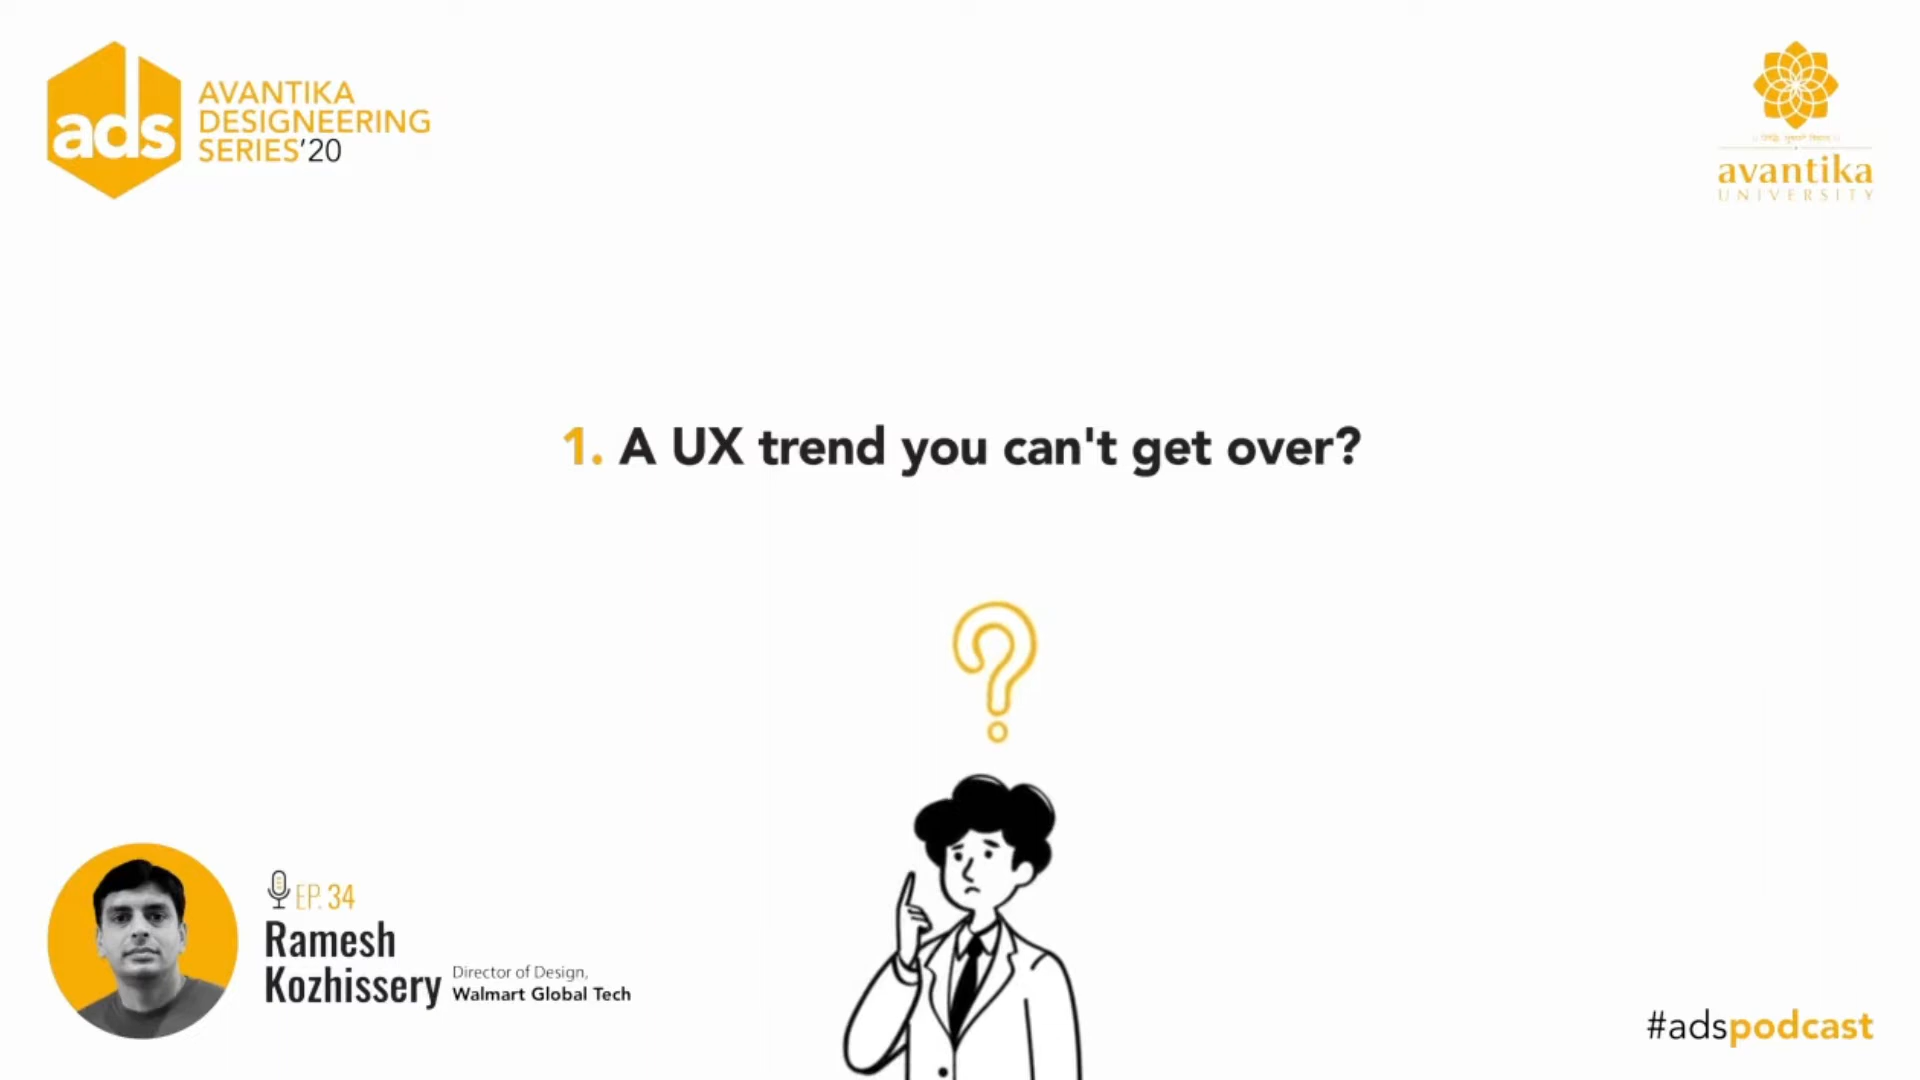 ads
AVANTIKA
DESIGNEERING
SERIES'20
avantika
UNIVERSITY
1. A UX trend you can't get over?
?
EP. 34
Ramesh
Kozhissery
Director of Design,
Walmart Global Tech
#adspodcast